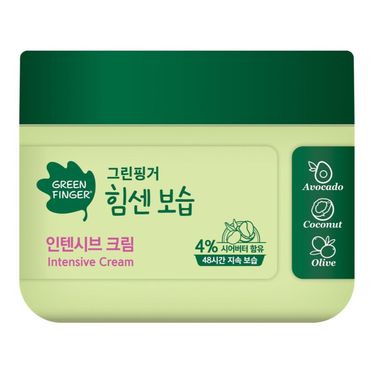 GREEN
FINGER®
그린핑거
힘센 보습
인텐시브 크림
Intensive Cream
4% 시어버터 함유
48시간 지속 보습
Avocado
Coconut
Olive